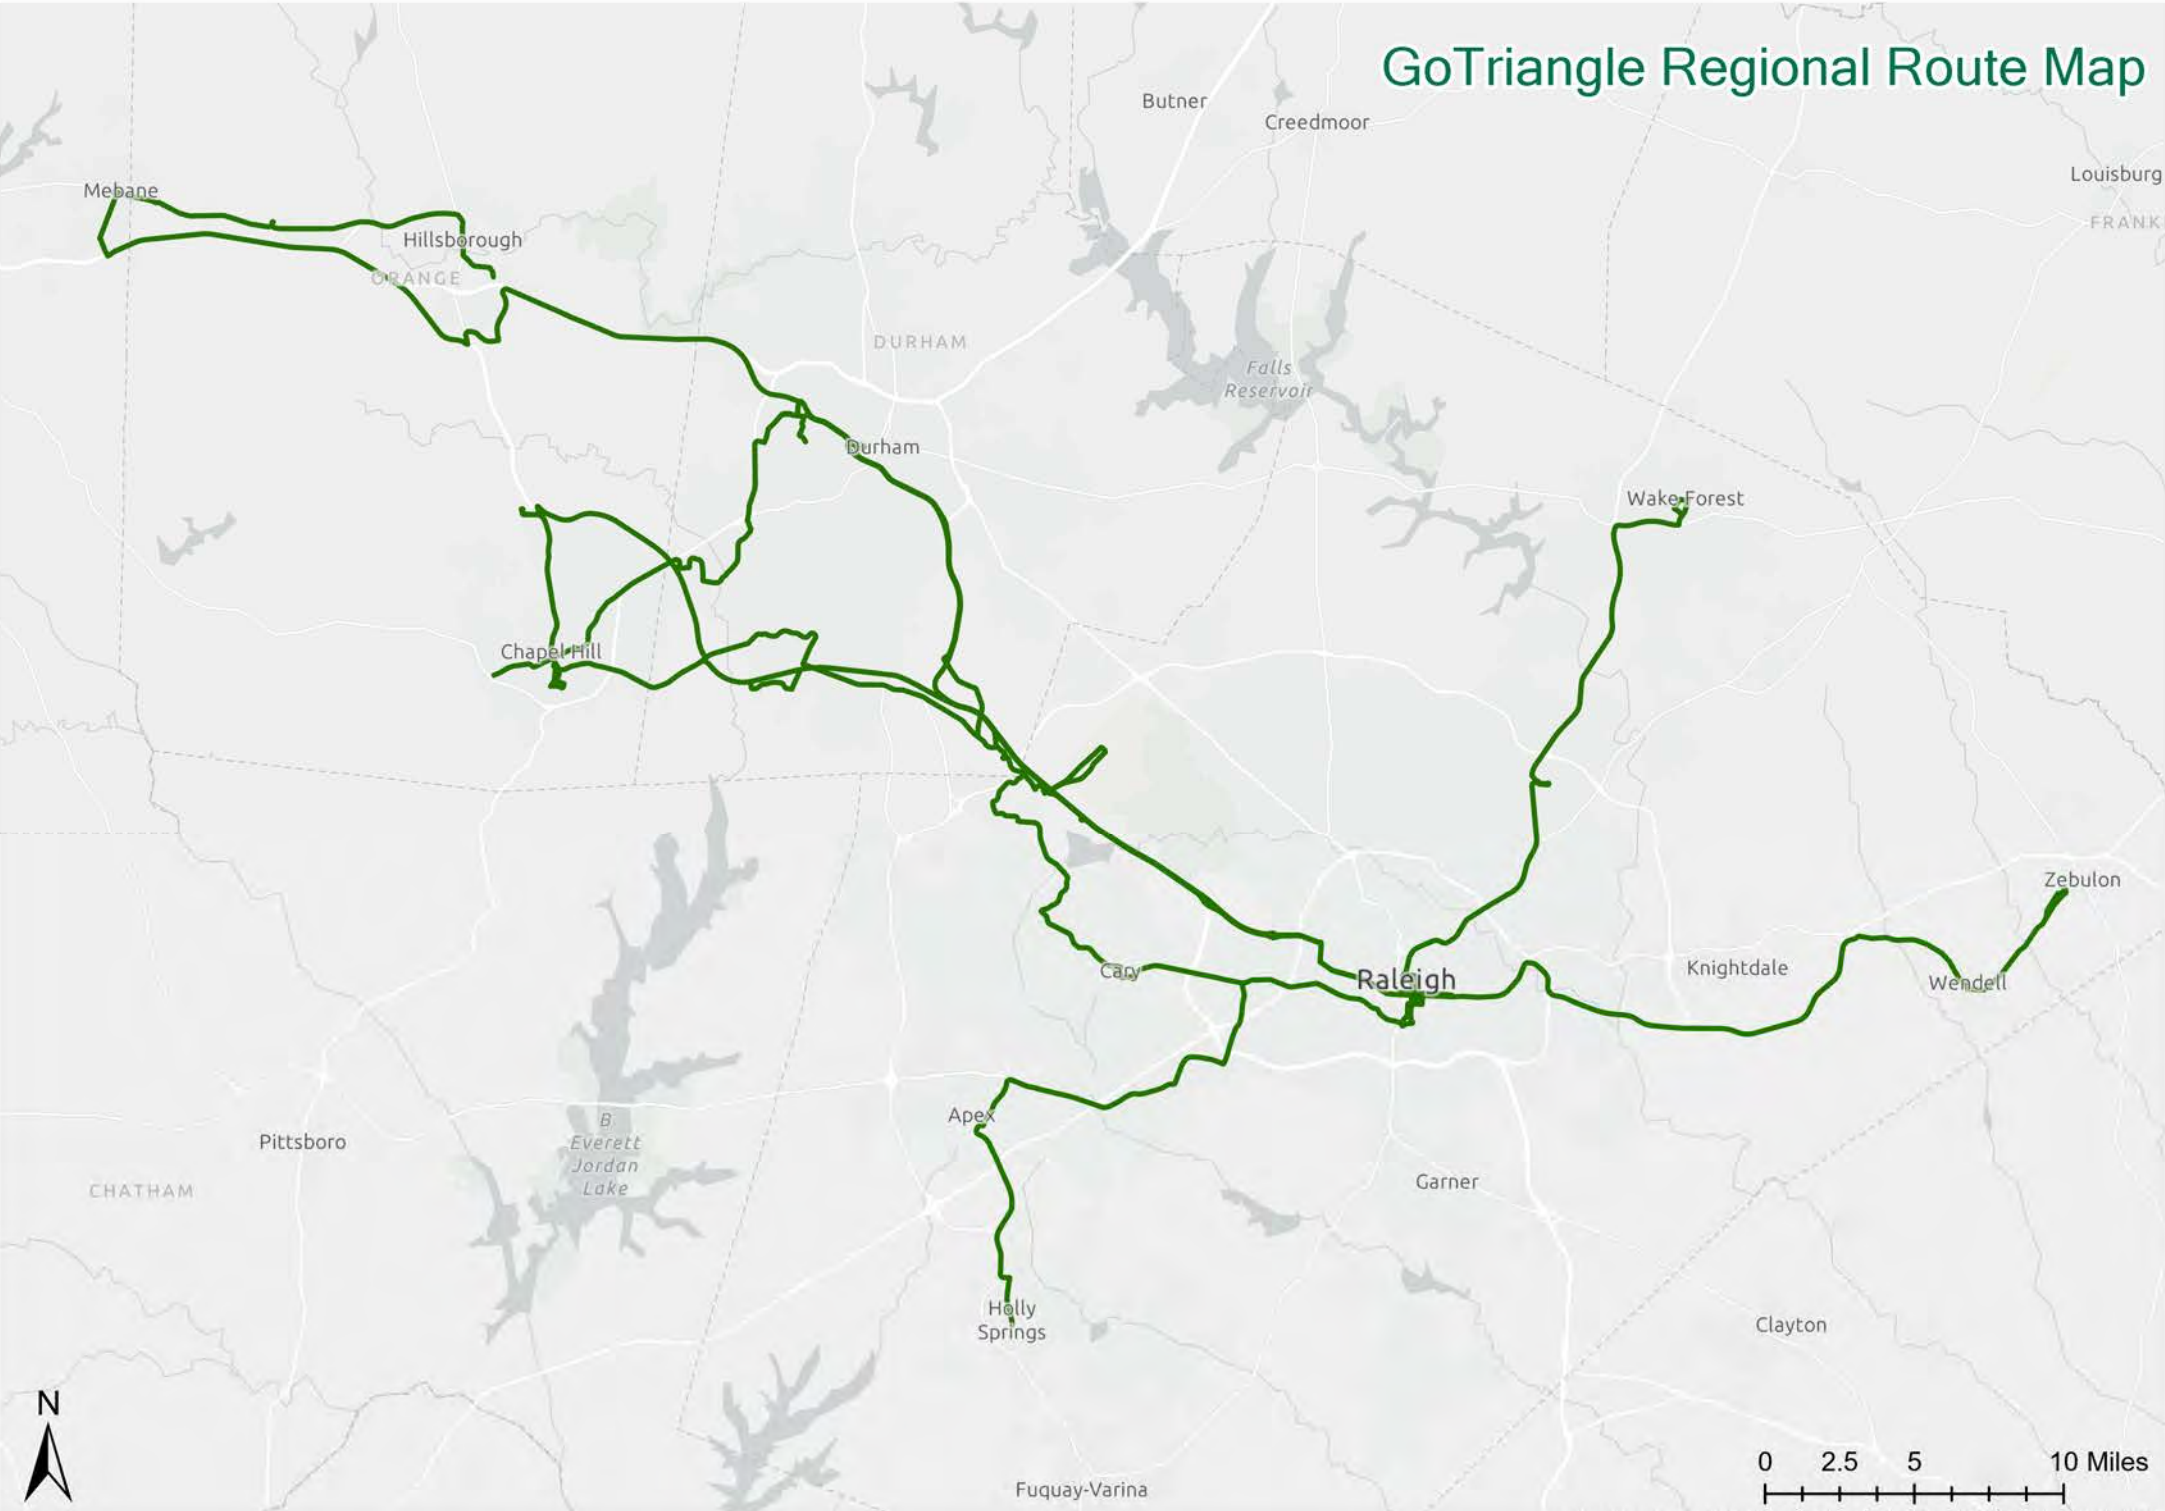 GoTriangle Regional Route Map
Butner
Creedmoor
Louisburg
FRANK
Mebane
Hillsborough
ORANGE
DURHAM
Falls
Reservoir
Durham
Wake Forest
Chapel Hill
Zebulon
Cary
Raleigh
Knightdale
Wendell
Apex
B
Everett
Jordan
Lake
Pittsboro
CHATHAM
Garner
Holly
Springs
Clayton
N
Fuquay-Varina
0 2.5 5 10 Miles